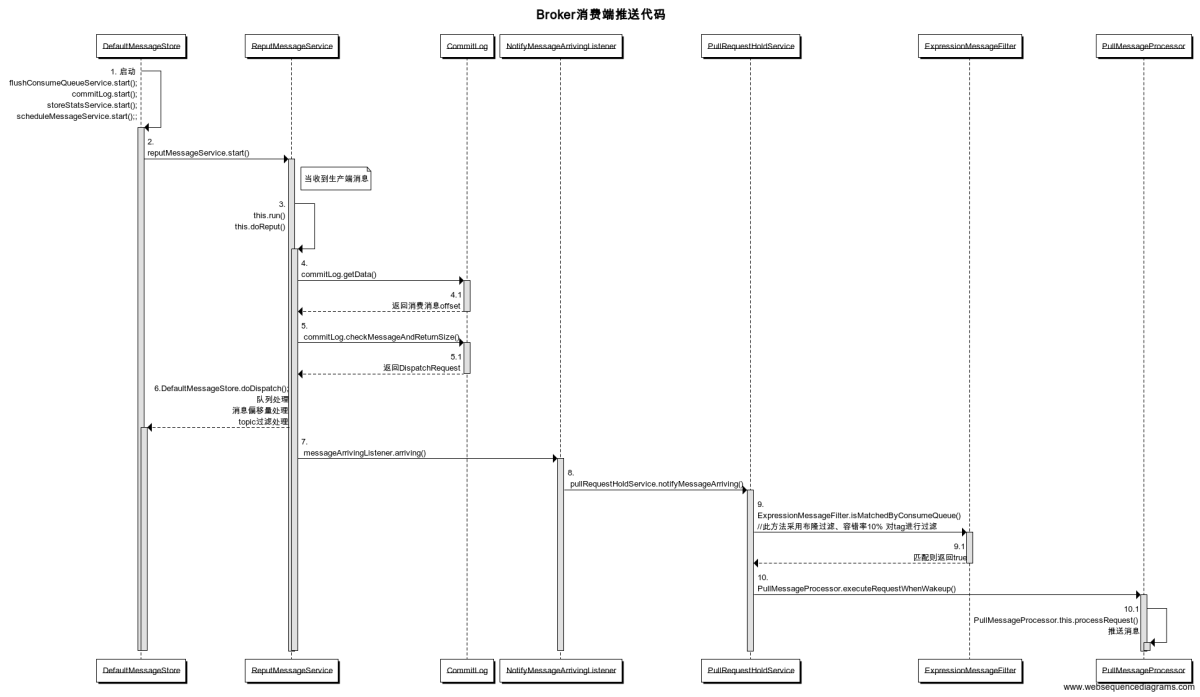 Broker消费端推送代码
DefaultMessageStore
ReputMessageService
CommitLog
NotifyMessageArrivingListener
PullRequestHoldService
ExpressionMessageFilter
PullMessageProcessor
1. 启动
flushConsumeQueueService.start();
commitLog.start();
storeStatsService.start();
scheduleMessageService.start();;
2.
reputMessageService.start()
当收到生产端消息
3.
this.run()
this.doReput()
4.
commitLog.getData()
4.1
返回消费消息offset
5.
commitLog.checkMessageAndReturnSize()
5.1
返回DispatchRequest
6.DefaultMessageStore.doDispatch();
队列处理
消息偏移量处理
topic过滤处理
7.
messageArrivingListener.arriving()
8.
pullRequestHoldService.notifyMessageArriving()
9.
ExpressionMessageFilter.isMatchedByConsumeQueue()
//此方法采用布隆过滤、容错率10% 对tag进行过滤
9.1
匹配则返回true
10.
PullMessageProcessor.executeRequestWhenWakeup()
10.1
PullMessageProcessor.this.processRequest()
推送消息
DefaultMessageStore
ReputMessageService
CommitLog
NotifyMessageArrivingListener
PullRequestHoldService
ExpressionMessageFilter
PullMessageProcessor
www.websequencediagrams.com